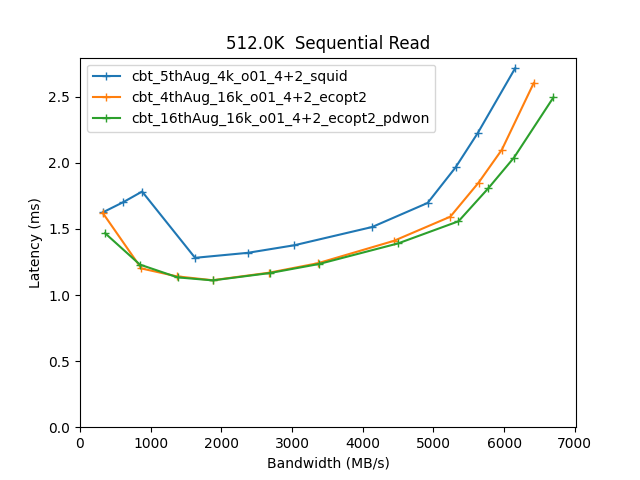 512.0K  Sequential Read
cbt_5thAug_4k_o01_4+2_squid
cbt_4thAug_16k_o01_4+2_ecopt2
cbt_16thAug_16k_o01_4+2_ecopt2_pdwon
Latency (ms)
2.5
2.0
1.5
1.0
0.5
0.0
0 1000 2000 3000 4000 5000 6000 7000
Bandwidth (MB/s)